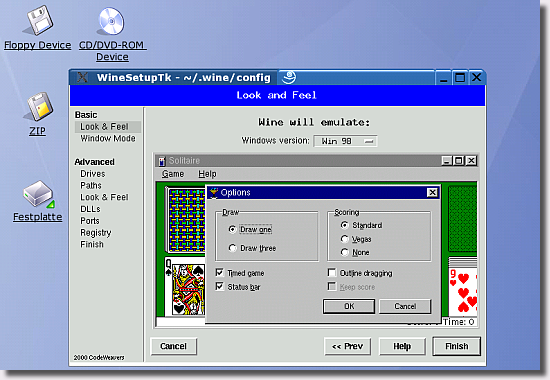 Floppy Device
CD/DVD-ROM
Device
ZIP
Festplatte
WineSetupTk - ~/.wine/config
Look and Feel
Basic
Look & Feel
Window Mode
Advanced
Drives
Paths
Look & Feel
DLLs
Ports
Registry
Finish
2000 CodeWeavers
Wine will emulate:
Windows version: Win 98
Solitaire
Game Help
Options
Draw
Draw one
Draw three
Scoring
Standard
Vegas
None
Timed game
Status bar
Outline dragging
Keep score
OK Cancel
Q
9
Time: 0
Cancel << Prev Help Finish